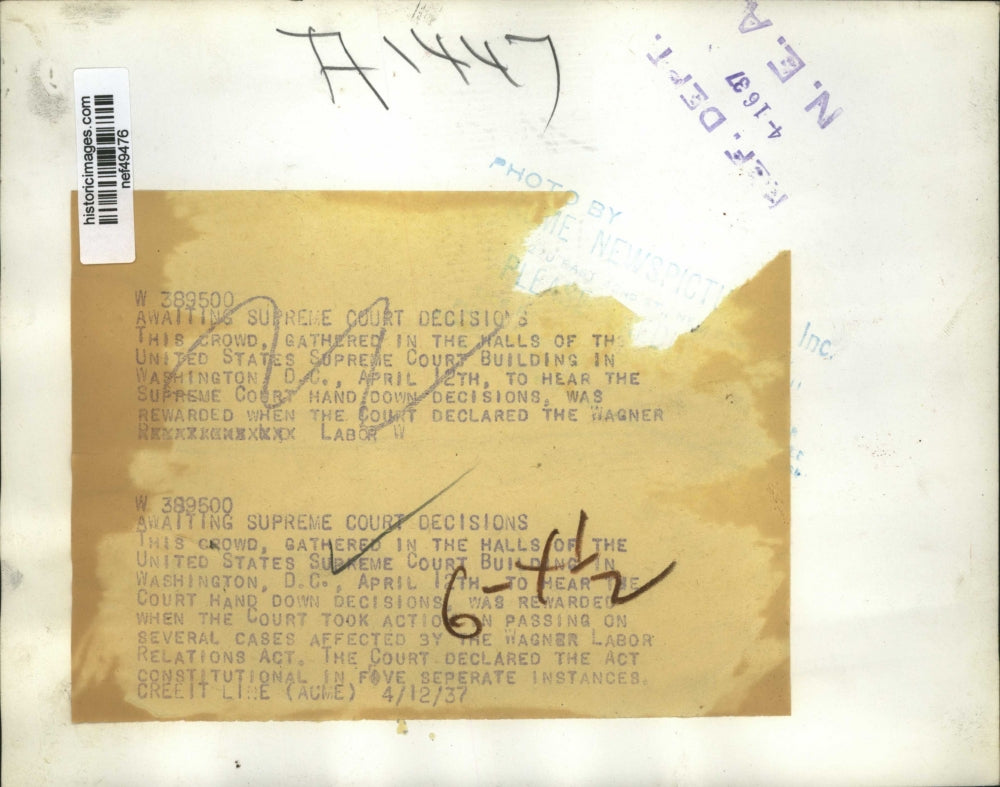 A-1447
REF. DEPT.
4-1637
N. E. A
historicimages.com
nef49476
PHOTO BY
ME NEWSPICTU
Inc.
W 389500
AWAITING SUPREME COURT DECISIONS
THIS CROWD, GATHERED IN THE HALLS OF TH
UNITED STATES SUPREME COURT BUILDING IN
WASHINGTON, D.C., APRIL 12TH, TO HEAR THE
SUPREME COURT HAND DOWN DECISIONS, WAS
REWARDED WHEN THE COURT DECLARED THE WAGNER
LABOR W
W 389500
AWAITING SUPREME COURT DECISIONS
THIS CROWD, GATHERED IN THE HALLS OF THE
UNITED STATES SUPREME COURT BUILDING IN
WASHINGTON, D.C., APRIL 12TH, TO HEAR THE
COURT HAND DOWN DECISIONS, WAS REWARDED
WHEN THE COURT TOOK ACTION IN PASSING ON
SEVERAL CASES AFFECTED BY THE WAGNER LABOR
RELATIONS ACT. THE COURT DECLARED THE ACT
CONSTITUTIONAL IN FIVE SEPERATE INSTANCES.
CREEIT LINE (ACME) 4/12/37
6-4 1/2